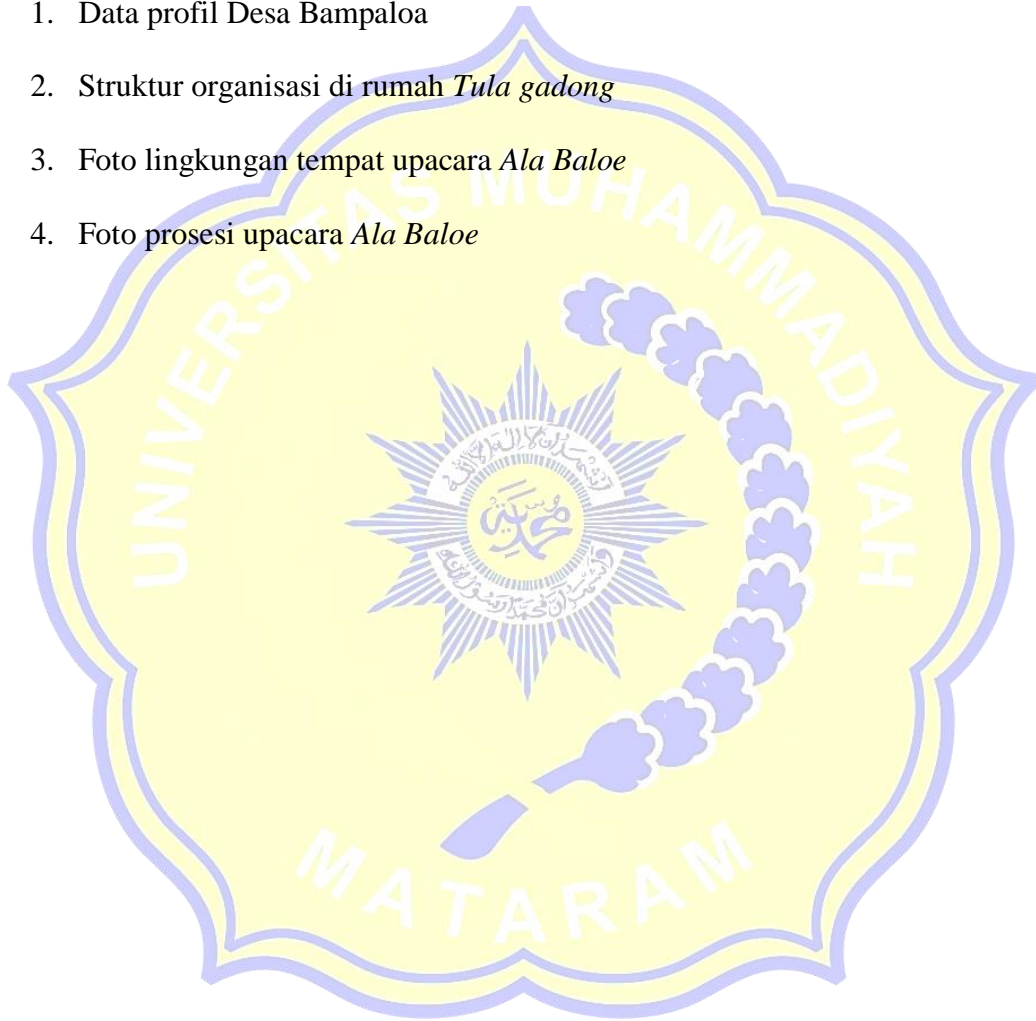 1. Data profil Desa Bampaloa
2. Struktur organisasi di rumah Tula gadong
3. Foto lingkungan tempat upacara Ala Baloe
4. Foto prosesi upacara Ala Baloe
UNIVERSITAS MUHAMMADIYAH
MATARAM